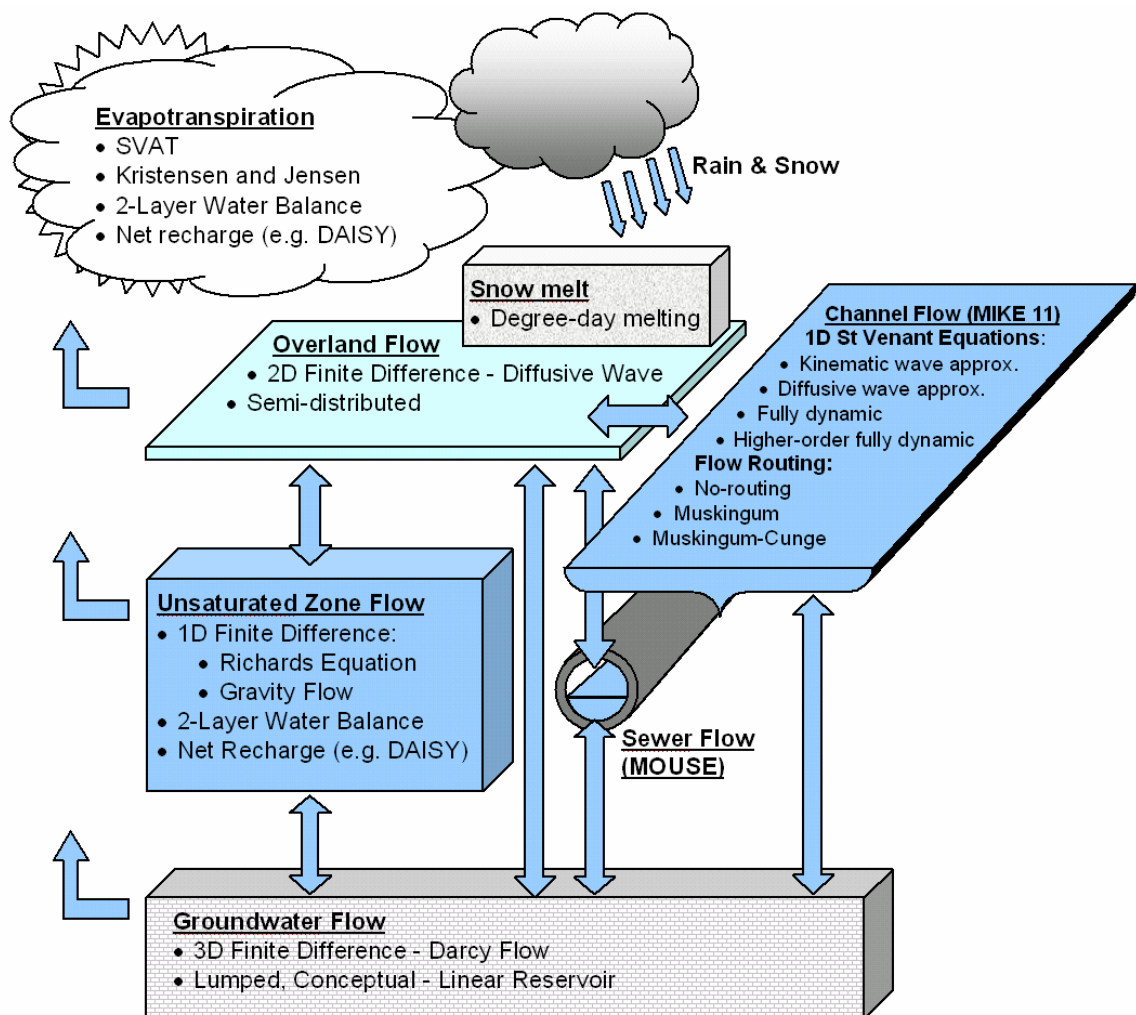 Evapotranspiration
• SVAT
• Kristensen and Jensen
• 2-Layer Water Balance
• Net recharge (e.g. DAISY)
Rain & Snow
Snow melt
• Degree-day melting
Overland Flow
• 2D Finite Difference - Diffusive Wave
• Semi-distributed
Channel Flow (MIKE 11)
1D St Venant Equations:
• Kinematic wave approx.
• Diffusive wave approx.
• Fully dynamic
• Higher-order fully dynamic
Flow Routing:
• No-routing
• Muskingum
• Muskingum-Cunge
Unsaturated Zone Flow
• 1D Finite Difference:
• Richards Equation
• Gravity Flow
• 2-Layer Water Balance
• Net Recharge (e.g. DAISY)
Sewer Flow
(MOUSE)
Groundwater Flow
• 3D Finite Difference - Darcy Flow
• Lumped, Conceptual - Linear Reservoir